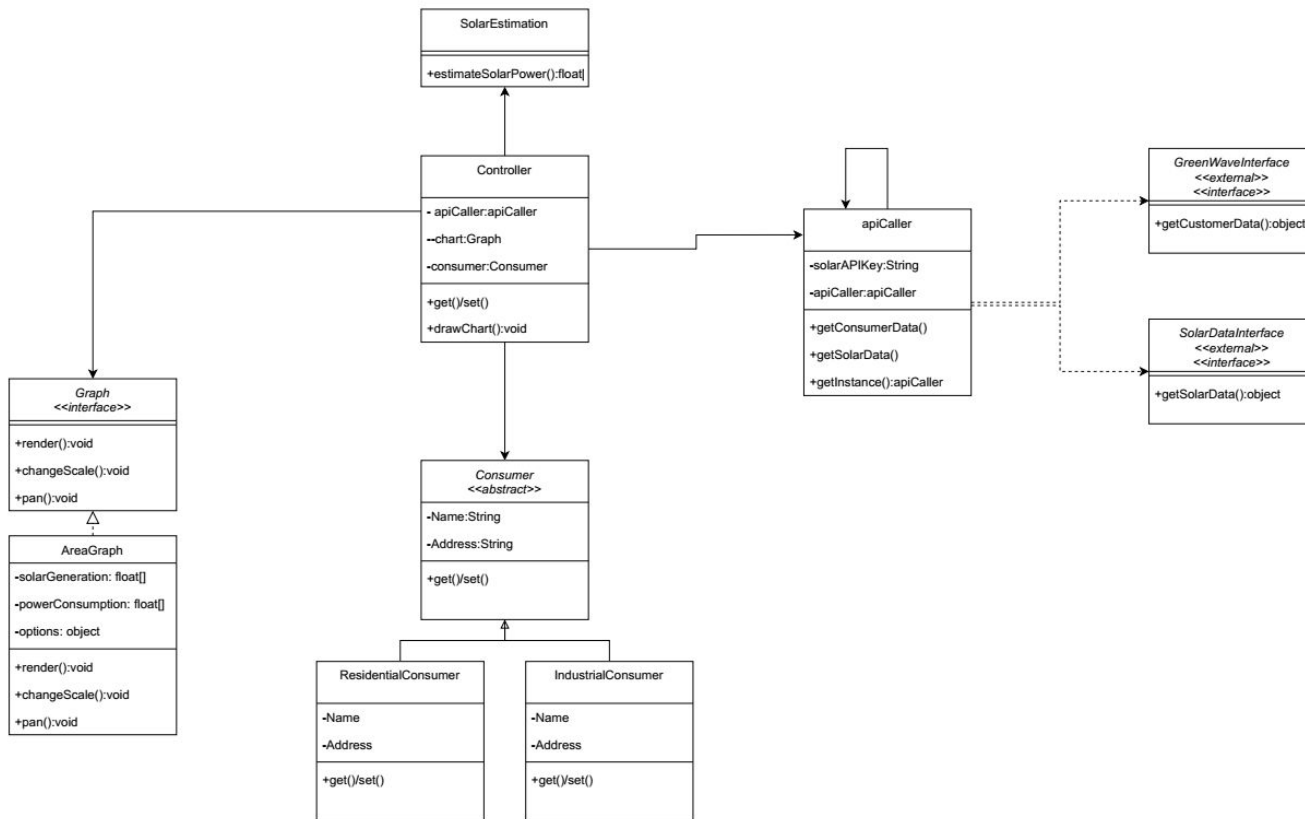 SolarEstimation
+estimateSolarPower():float|
Controller
- apiCaller:apiCaller
--chart:Graph
-consumer:Consumer
+get()/set()
+drawChart():void
apiCaller
-solarAPIKey:String
-apiCaller:apiCaller
+getConsumerData()
+getSolarData()
+getInstance():apiCaller
GreenWaveInterface
<<external>>
<<interface>>
+getCustomerData():object
SolarDataInterface
<<external>>
<<interface>>
+getSolarData():object
Graph
<<interface>>
+render():void
+changeScale():void
+pan():void
AreaGraph
-solarGeneration: float[]
-powerConsumption: float[]
-options: object
+render():void
+changeScale():void
+pan():void
Consumer
<<abstract>>
-Name:String
-Address:String
+get()/set()
ResidentialConsumer
-Name
-Address
+get()/set()
IndustrialConsumer
-Name
-Address
+get()/set()